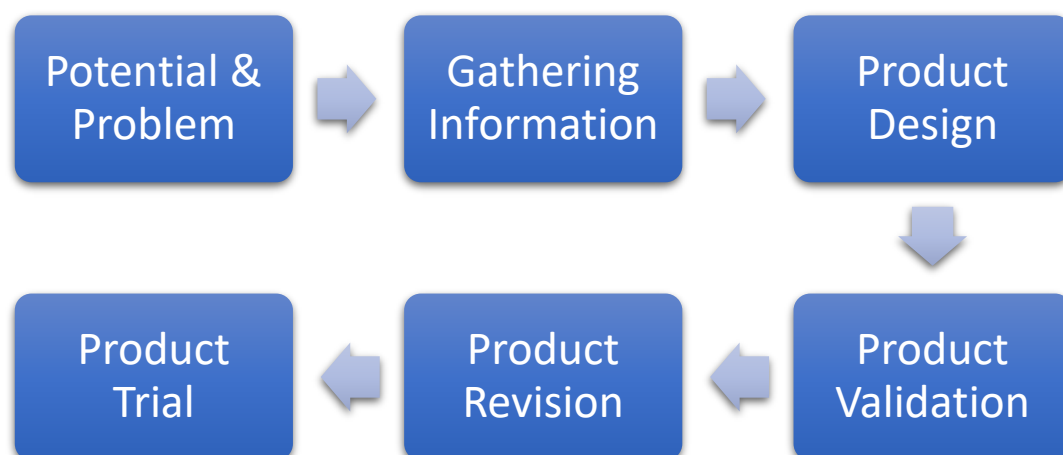 Potential &
Problem
Gathering
Information
Product
Design
Product
Validation
Product
Revision
Product
Trial